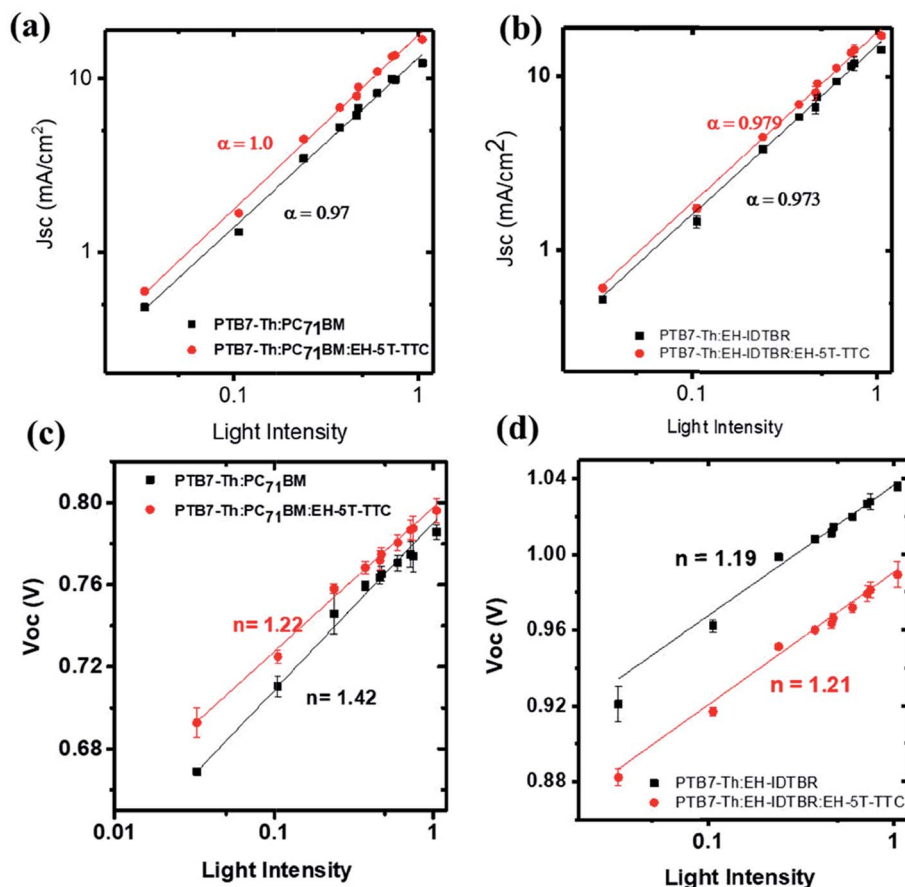 (a)
Jsc (mA/cm²)
10
1
α = 1.0
α = 0.97
PTB7-Th:PC₇₁BM
PTB7-Th:PC₇₁BM:EH-5T-TTC
0.1
1
Light Intensity
(b)
Jsc (mA/cm²)
10
1
α = 0.979
α = 0.973
PTB7-Th:EH-IDTBR
PTB7-Th:EH-IDTBR:EH-5T-TTC
0.1
1
Light Intensity
(c)
Voc (V)
0.80
0.76
0.72
0.68
PTB7-Th:PC₇₁BM
PTB7-Th:PC₇₁BM:EH-5T-TTC
n= 1.22
n= 1.42
0.01
0.1
1
Light Intensity
(d)
Voc (V)
1.04
1.00
0.96
0.92
0.88
n = 1.19
n = 1.21
PTB7-Th:EH-IDTBR
PTB7-Th:EH-IDTBR:EH-5T-TTC
0.1
1
Light Intensity